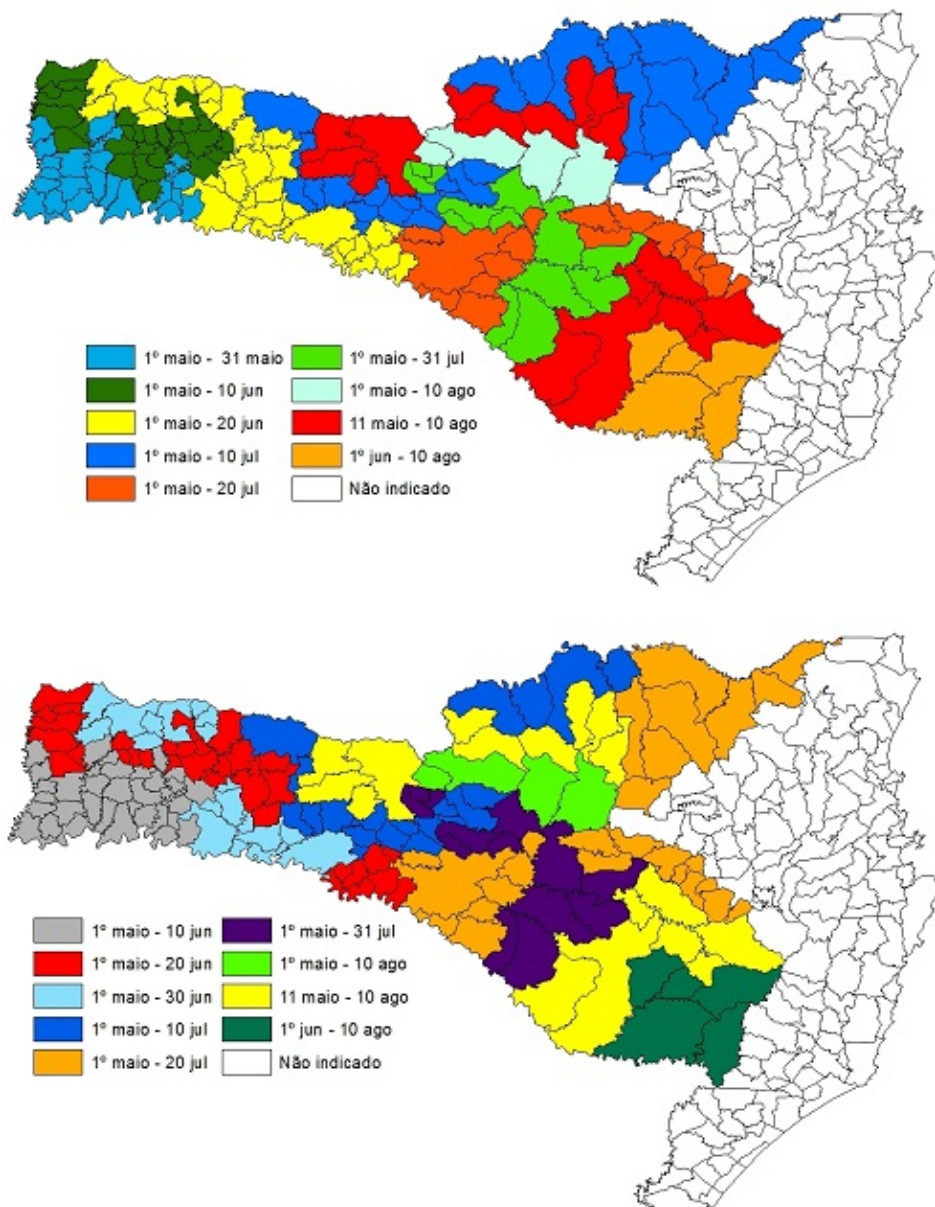 1º maio - 31 maio
1º maio - 10 jun
1º maio - 20 jun
1º maio - 10 jul
1º maio - 20 jul
1º maio - 31 jul
1º maio - 10 ago
11 maio - 10 ago
1º jun - 10 ago
Não indicado
1º maio - 10 jun
1º maio - 20 jun
1º maio - 30 jun
1º maio - 10 jul
1º maio - 20 jul
1º maio - 31 jul
1º maio - 10 ago
11 maio - 10 ago
1º jun - 10 ago
Não indicado